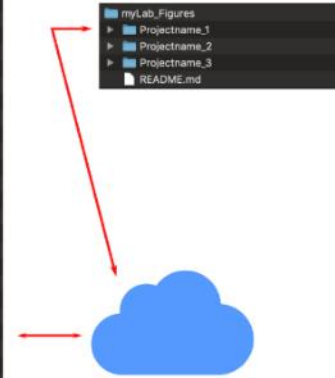 myLab_Figures
Projectname_1
Projectname_2
Projectname_3
README.md